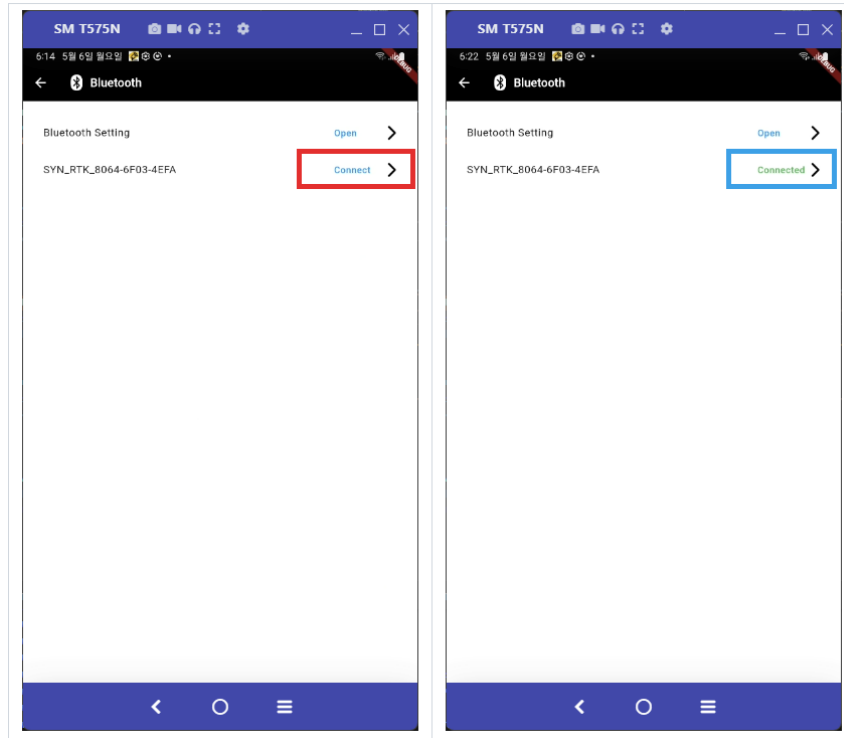 SM T575N
6:14 5월 6일 월요일
Bluetooth
Bluetooth Setting Open
SYN_RTK_8064-6F03-4EFA Connect
SM T575N
6:22 5월 6일 월요일
Bluetooth
Bluetooth Setting Open
SYN_RTK_8064-6F03-4EFA Connected